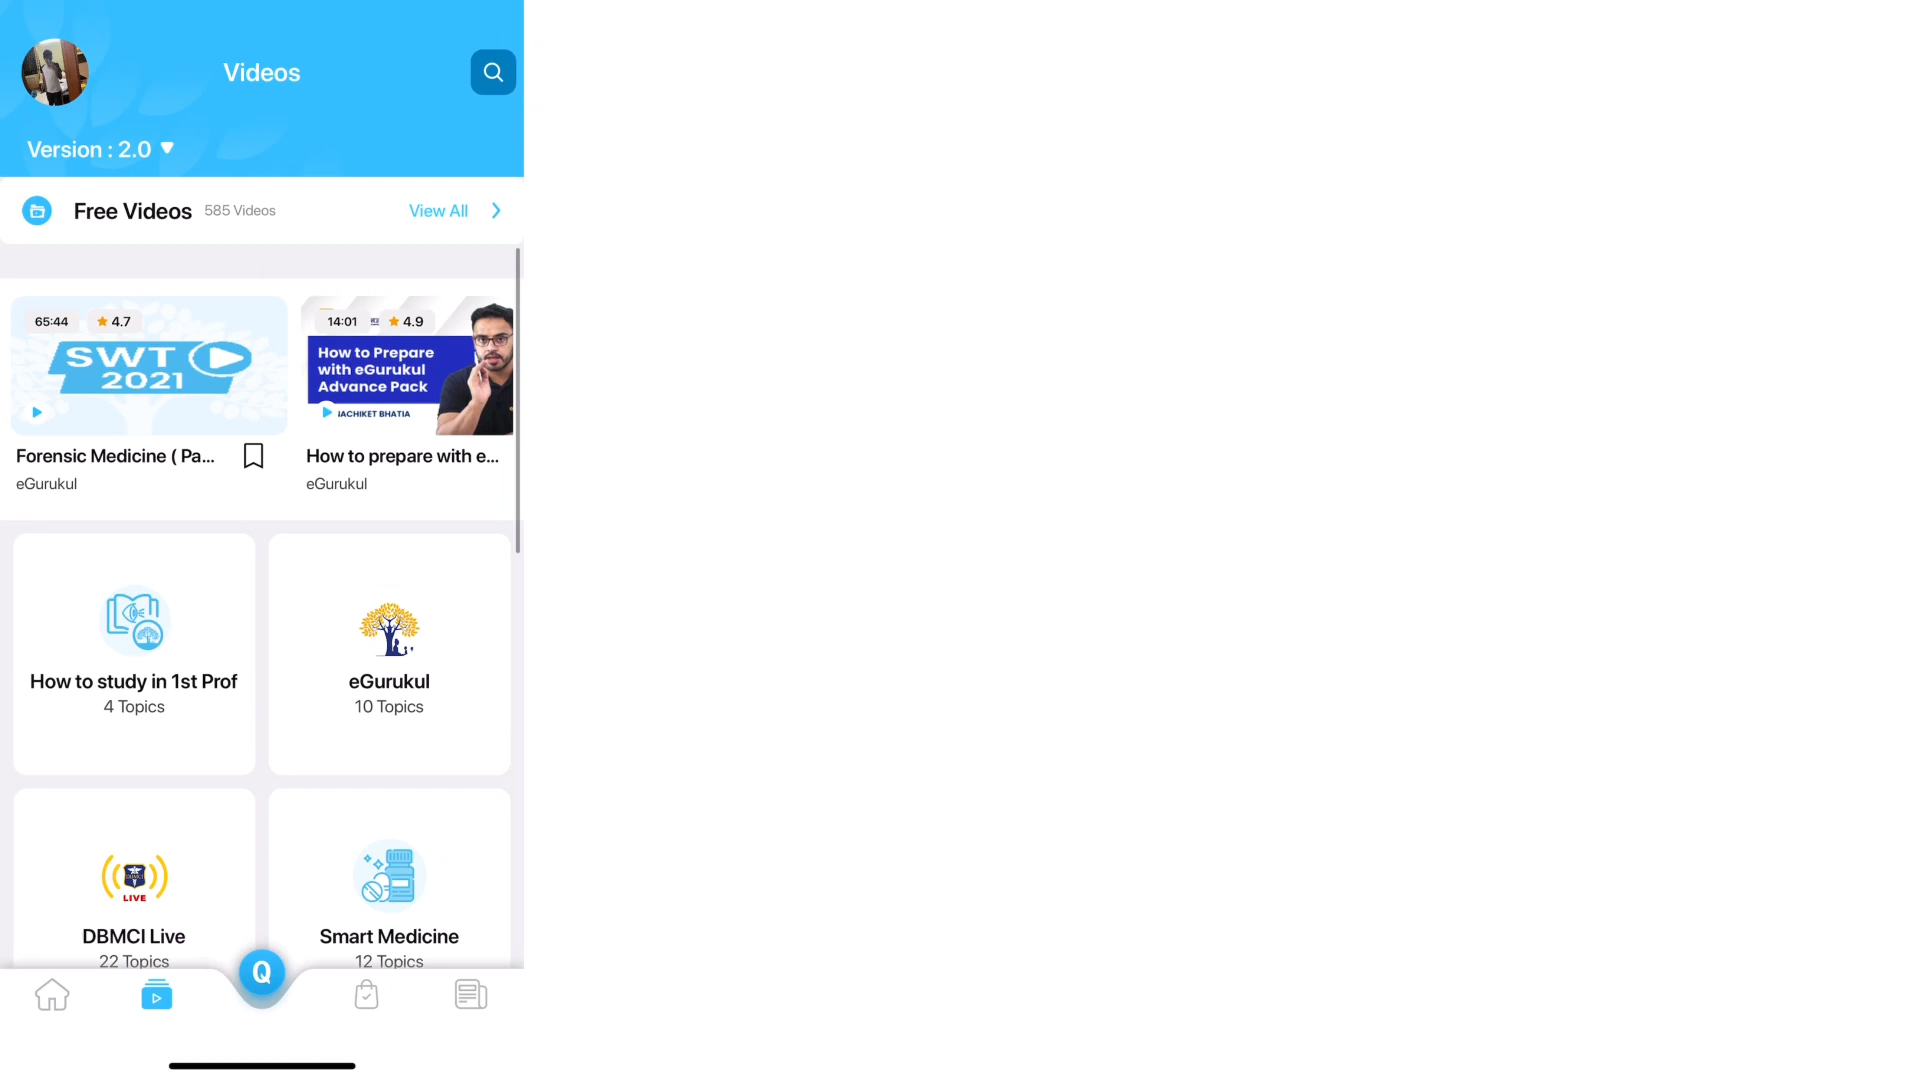 Videos
Version : 2.0
Free Videos 585 Videos View All
65:44 4.7
SWT
2021
Forensic Medicine ( Pa...
eGurukul
14:01 4.9
How to Prepare
with eGurukul
Advance Pack
NACHIKET BHATIA
How to prepare with e...
eGurukul
How to study in 1st Prof
4 Topics
eGurukul
10 Topics
LIVE
DBMCI Live
22 Topics
Smart Medicine
12 Topics
Q